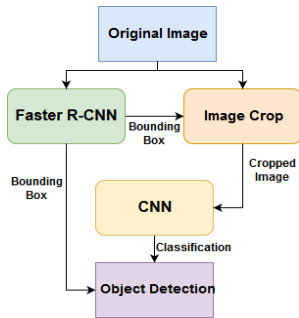 Original Image
Faster R-CNN
Bounding
Box
Image Crop
Bounding
Box
Cropped
Image
CNN
Classification
Object Detection